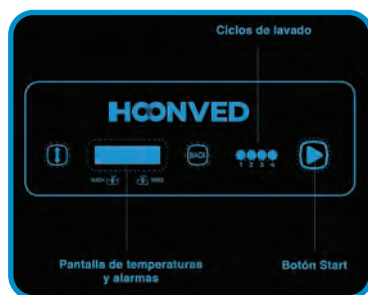 Ciclos de lavado
HOONVED
BACK
1 2 3 4
Pantalla de temperaturas
y alarmas
Botón Start